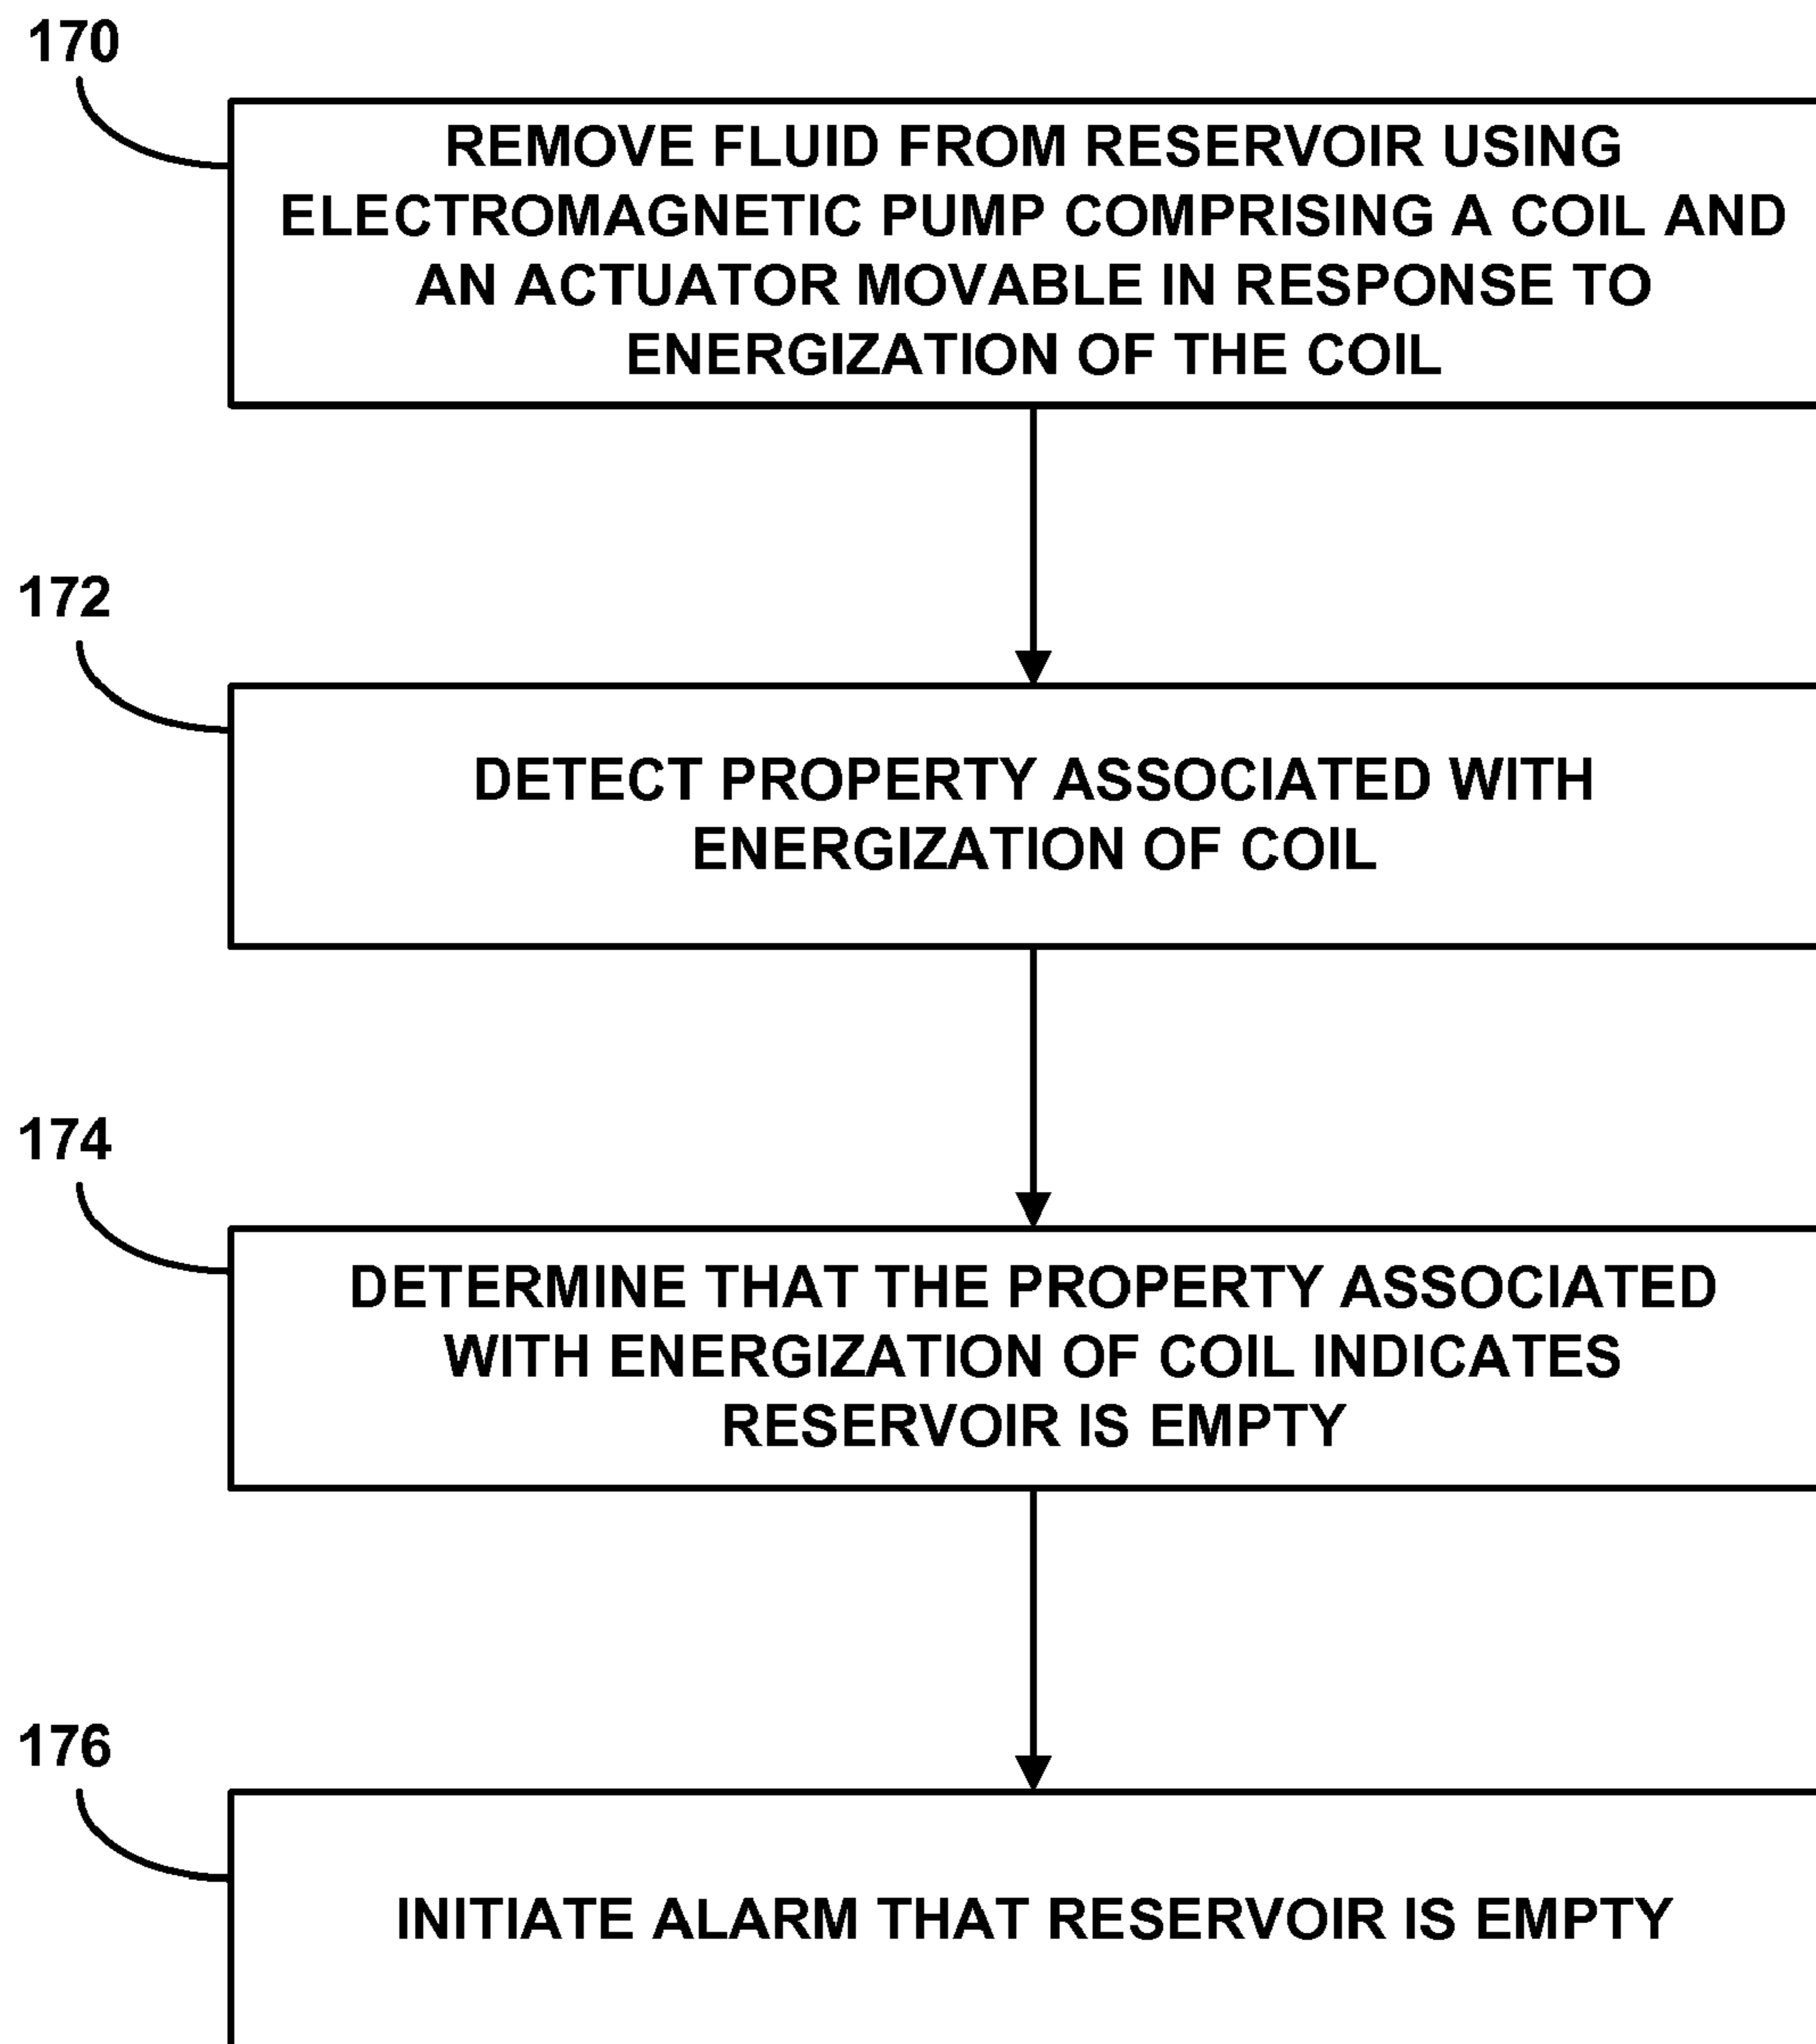 170
REMOVE FLUID FROM RESERVOIR USING
ELECTROMAGNETIC PUMP COMPRISING A COIL AND
AN ACTUATOR MOVABLE IN RESPONSE TO
ENERGIZATION OF THE COIL
172
DETECT PROPERTY ASSOCIATED WITH
ENERGIZATION OF COIL
174
DETERMINE THAT THE PROPERTY ASSOCIATED
WITH ENERGIZATION OF COIL INDICATES
RESERVOIR IS EMPTY
176
INITIATE ALARM THAT RESERVOIR IS EMPTY